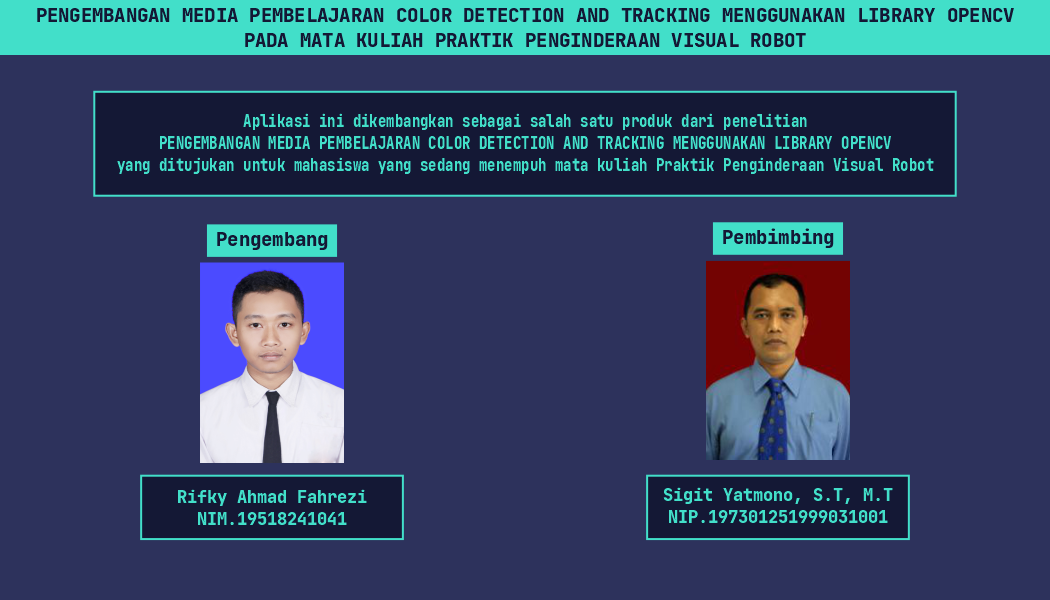 PENGEMBANGAN MEDIA PEMBELAJARAN COLOR DETECTION AND TRACKING MENGGUNAKAN LIBRARY OPENCV
PADA MATA KULIAH PRAKTIK PENGINDERAAN VISUAL ROBOT
Aplikasi ini dikembangkan sebagai salah satu produk dari penelitian
PENGEMBANGAN MEDIA PEMBELAJARAN COLOR DETECTION AND TRACKING MENGGUNAKAN LIBRARY OPENCV
yang ditujukan untuk mahasiswa yang sedang menempuh mata kuliah Praktik Penginderaan Visual Robot
Pengembang
Rifky Ahmad Fahrezi
NIM.19518241041
Pembimbing
Sigit Yatmono, S.T, M.T
NIP.197301251999031001